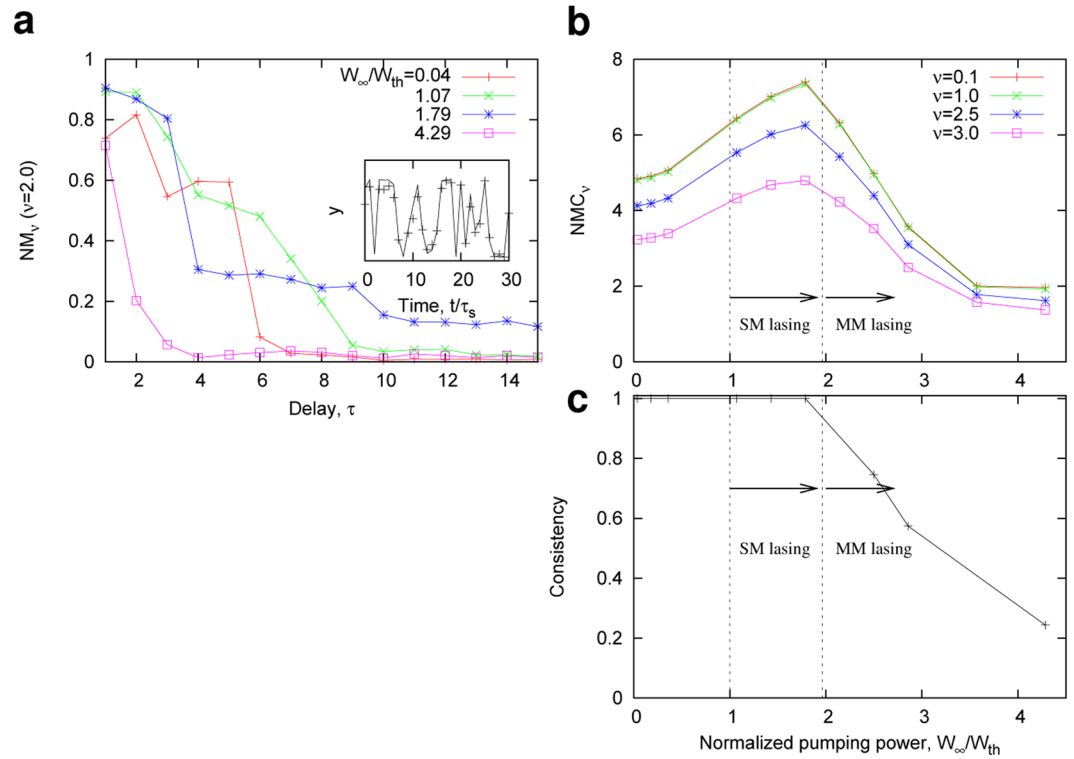 a
NM_ν (ν=2.0)
1
0.8
0.6
0.4
0.2
0
2 4 6 8 10 12 14
Delay, τ
W_∞/W_th=0.04
1.07
1.79
4.29
y
0 10 20 30
Time, t/τ_s
b
NMC_ν
8
6
4
2
0
0 1 2 3 4
ν=0.1
ν=1.0
ν=2.5
ν=3.0
SM lasing MM lasing
c
Consistency
1
0.8
0.6
0.4
0.2
0
SM lasing MM lasing
0 1 2 3 4
Normalized pumping power, W_∞/W_th